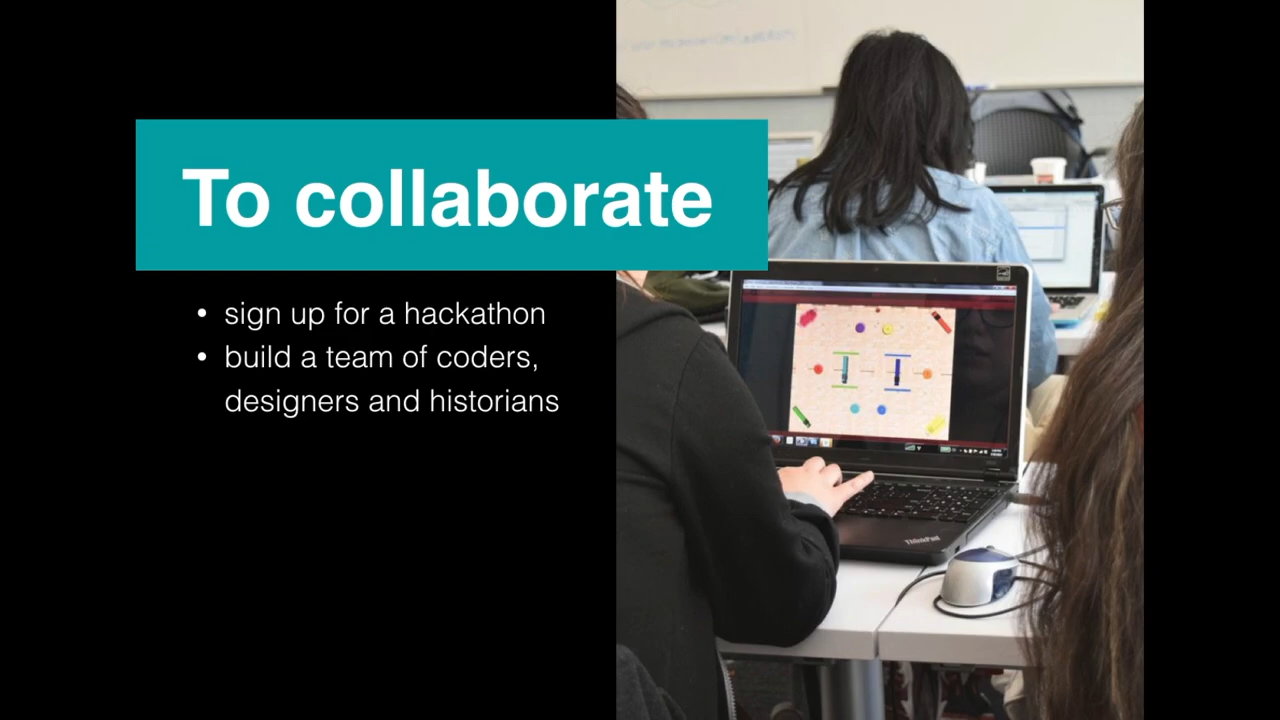 To collaborate
• sign up for a hackathon
• build a team of coders,
designers and historians
ThinkPad